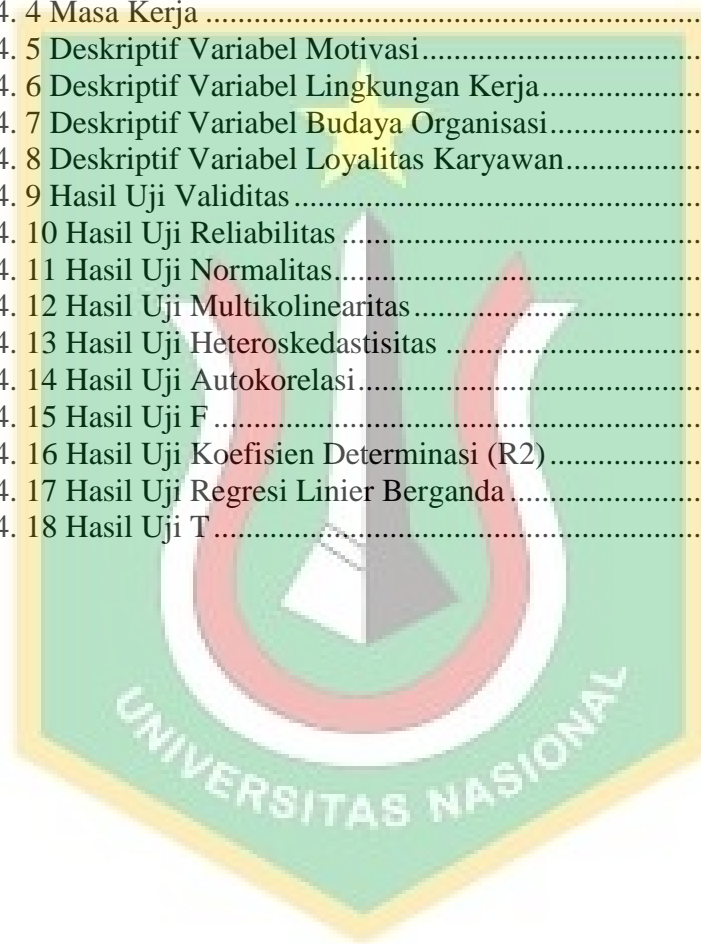 4. 4 Masa Kerja
4. 5 Deskriptif Variabel Motivasi
4. 6 Deskriptif Variabel Lingkungan Kerja
4. 7 Deskriptif Variabel Budaya Organisasi
4. 8 Deskriptif Variabel Loyalitas Karyawan
4. 9 Hasil Uji Validitas
4. 10 Hasil Uji Reliabilitas
4. 11 Hasil Uji Normalitas
4. 12 Hasil Uji Multikolinearitas
4. 13 Hasil Uji Heteroskedastisitas
4. 14 Hasil Uji Autokorelasi
4. 15 Hasil Uji F
4. 16 Hasil Uji Koefisien Determinasi (R2)
4. 17 Hasil Uji Regresi Linier Berganda
4. 18 Hasil Uji T
UNIVERSITAS NASIONAL